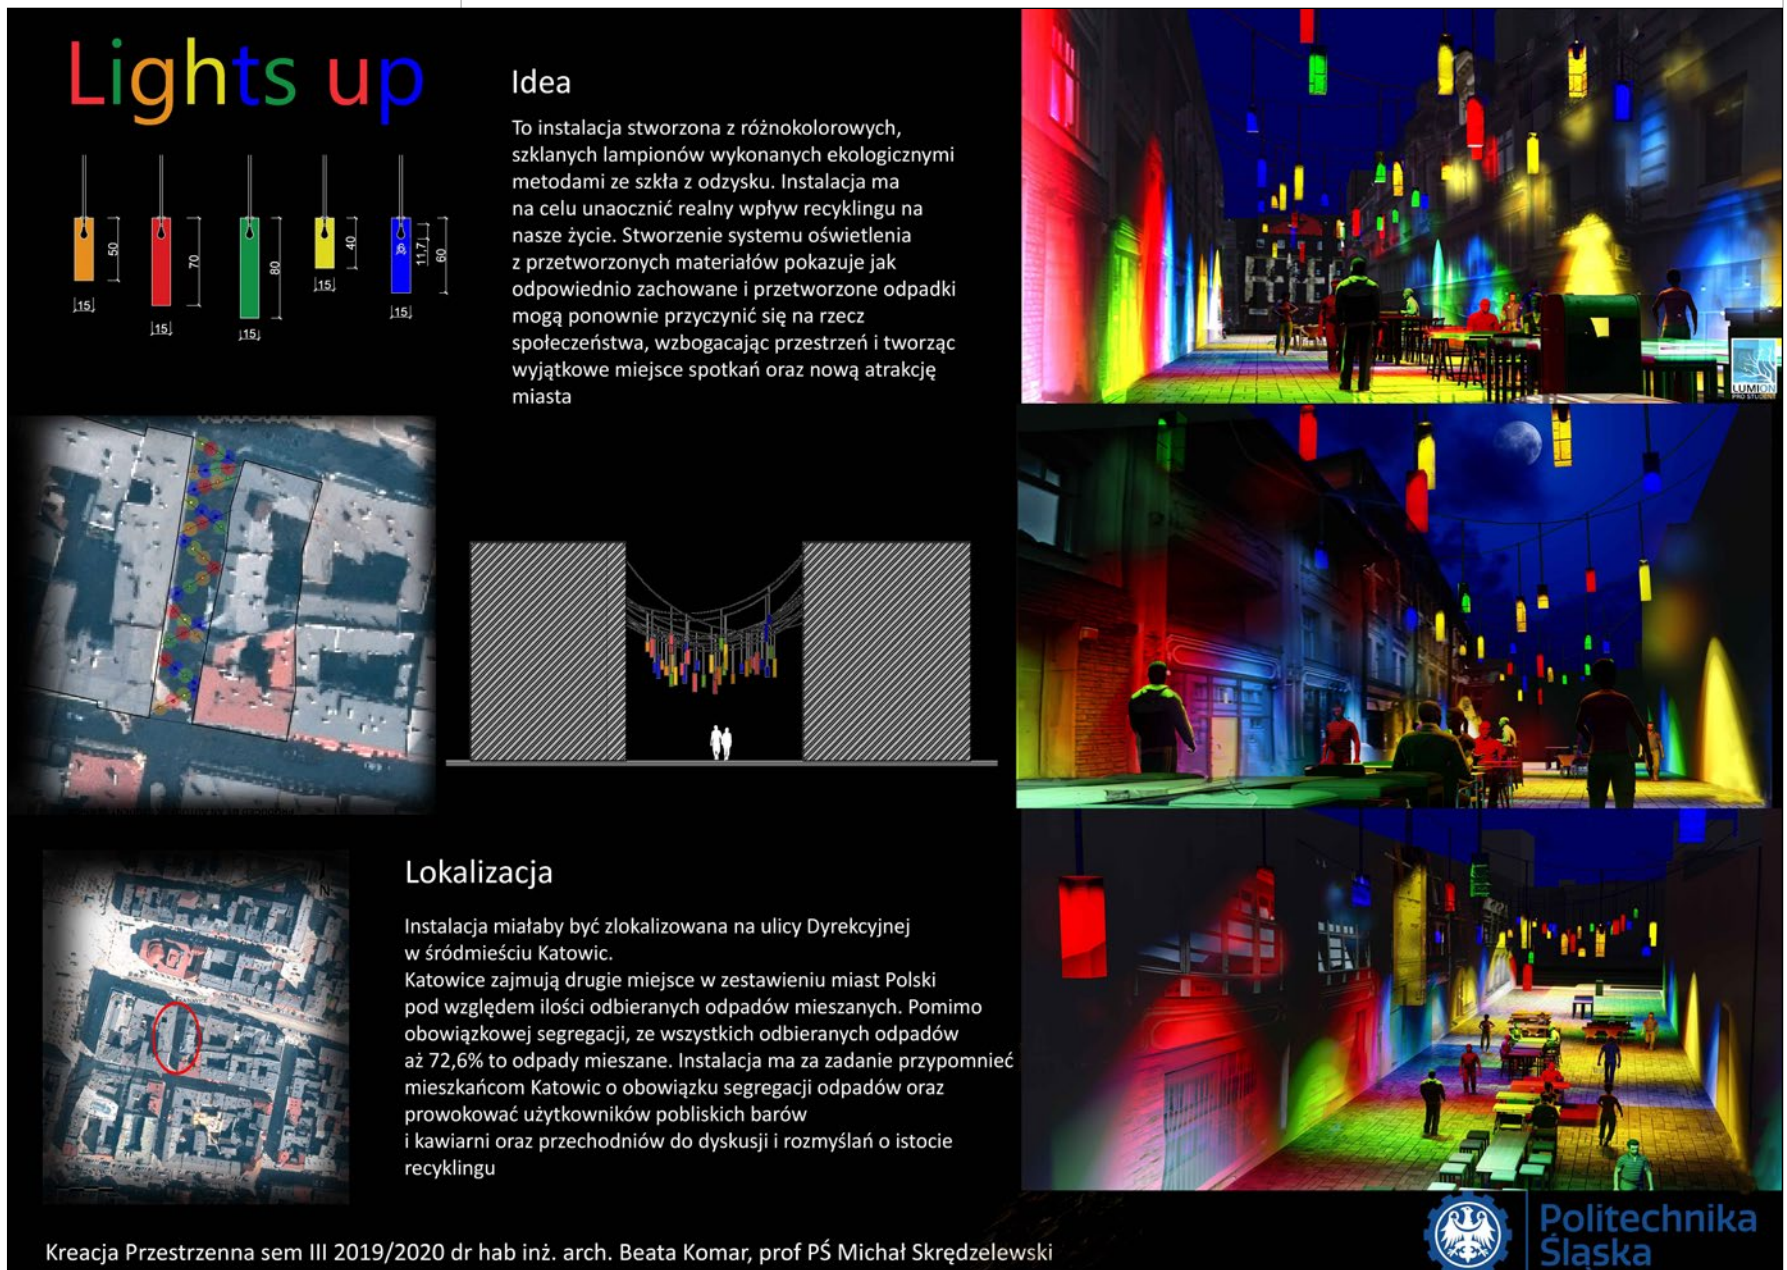 Lights up
50
15
70
15
80
15
40
15
6
11,7
60
15
Idea
To instalacja stworzona z różnokolorowych,
szklanych lampionów wykonanych ekologicznymi
metodami ze szkła z odzysku. Instalacja ma
na celu unaocznić realny wpływ recyklingu na
nasze życie. Stworzenie systemu oświetlenia
z przetworzonych materiałów pokazuje jak
odpowiednio zachowane i przetworzone odpadki
mogą ponownie przyczynić się na rzecz
społeczeństwa, wzbogacając przestrzeń i tworząc
wyjątkowe miejsce spotkań oraz nową atrakcję
miasta
LUMION
PRO STUDENT
N
Lokalizacja
Instalacja miałaby być zlokalizowana na ulicy Dyrekcyjnej
w śródmieściu Katowic.
Katowice zajmują drugie miejsce w zestawieniu miast Polski
pod względem ilości odbieranych odpadów mieszanych. Pomimo
obowiązkowej segregacji, ze wszystkich odbieranych odpadów
aż 72,6% to odpady mieszane. Instalacja ma za zadanie przypomnieć
mieszkańcom Katowic o obowiązku segregacji odpadów oraz
prowokować użytkowników pobliskich barów
i kawiarni oraz przechodniów do dyskusji i rozmyślań o istocie
recyklingu
Kreacja Przestrzenna sem III 2019/2020 dr hab inż. arch. Beata Komar, prof PŚ Michał Skrędzelewski
Politechnika
Śląska